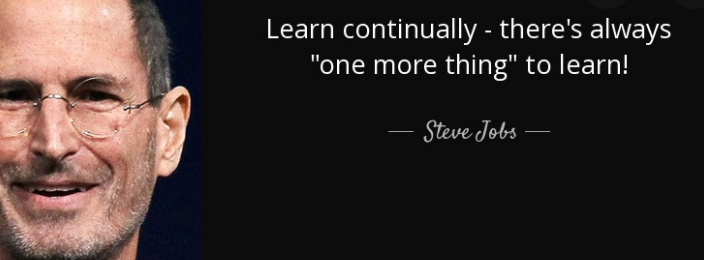 Learn continually - there's always
"one more thing" to learn!
Steve Jobs